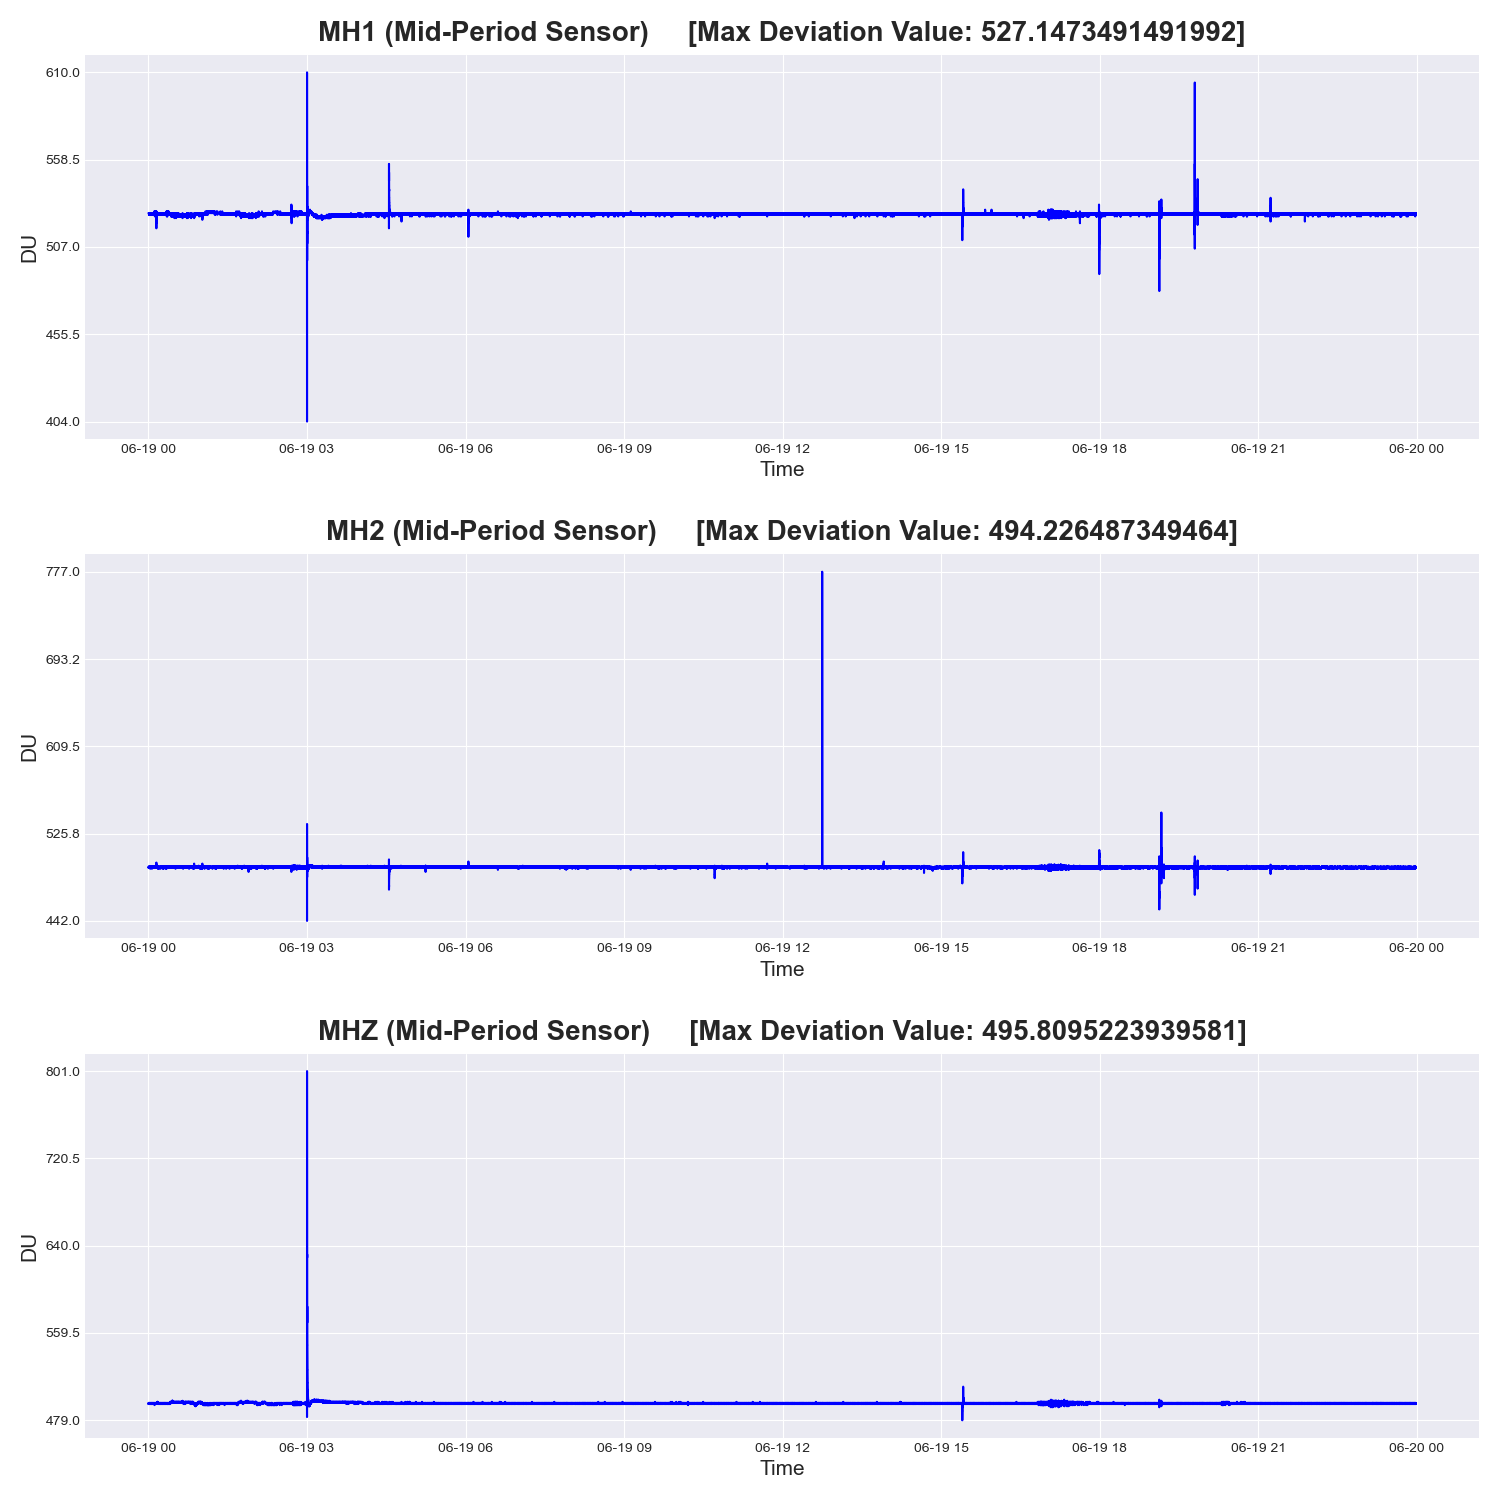 MH1 (Mid-Period Sensor) [Max Deviation Value: 527.1473491491992]
610.0
558.5
507.0
455.5
404.0
DU
06-19 00 06-19 03 06-19 06 06-19 09 06-19 12 06-19 15 06-19 18 06-19 21 06-20 00
Time
MH2 (Mid-Period Sensor) [Max Deviation Value: 494.226487349464]
777.0
693.2
609.5
525.8
442.0
DU
06-19 00 06-19 03 06-19 06 06-19 09 06-19 12 06-19 15 06-19 18 06-19 21 06-20 00
Time
MHZ (Mid-Period Sensor) [Max Deviation Value: 495.8095223939581]
801.0
720.5
640.0
559.5
479.0
DU
06-19 00 06-19 03 06-19 06 06-19 09 06-19 12 06-19 15 06-19 18 06-19 21 06-20 00
Time